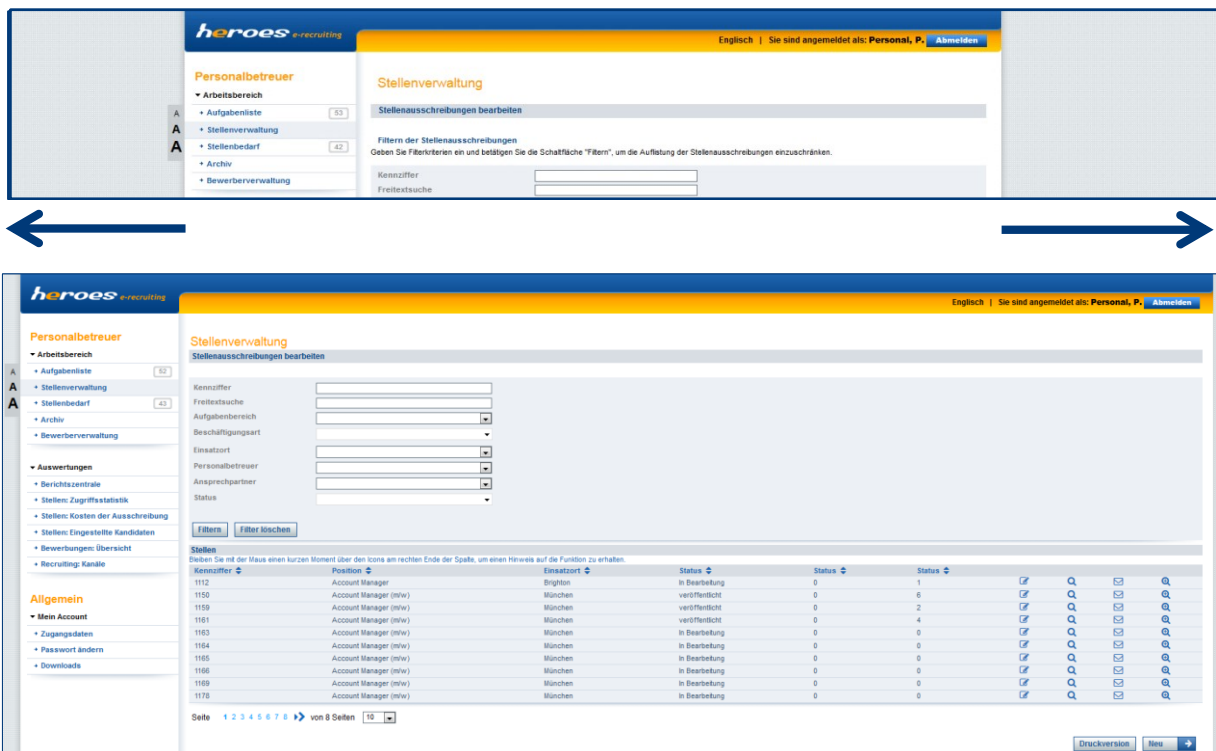 heroes e-recruiting
Englisch | Sie sind angemeldet als: Personal, P. Abmelden
Personalbetreuer
Arbeitsbereich
A
A
A
Aufgabenliste 53
Stellenverwaltung
Stellenbedarf 42
Archiv
Bewerberverwaltung
Stellenverwaltung
Stellenausschreibungen bearbeiten
Filtern der Stellenausschreibungen
Geben Sie Filterkriterien ein und betätigen Sie die Schaltfläche "Filtern", um die Auflistung der Stellenausschreibungen einzuschränken.
Kennziffer
Freitextsuche
heroes e-recruiting
Englisch | Sie sind angemeldet als: Personal, P. Abmelden
Personalbetreuer
Arbeitsbereich
A
A
A
Aufgabenliste 52
Stellenverwaltung
Stellenbedarf 43
Archiv
Bewerberverwaltung
Auswertungen
Berichtszentrale
Stellen: Zugriffsstatistik
Stellen: Kosten der Ausschreibung
Stellen: Eingestellte Kandidaten
Bewerbungen: Übersicht
Recruiting: Kanäle
Allgemein
Mein Account
Zugangsdaten
Passwort ändern
Downloads
Stellenverwaltung
Stellenausschreibungen bearbeiten
Kennziffer
Freitextsuche
Aufgabenbereich
Beschäftigungsart
Einsatzort
Personalbetreuer
Ansprechpartner
Status
Filtern Filter löschen
Stellen
Bleiben Sie mit der Maus einen kurzen Moment über den Icons am rechten Ende der Spalte, um einen Hinweis auf die Funktion zu erhalten.
Kennziffer Position Einsatzort Status Status Status
1112 Account Manager Brighton In Bearbeitung 0 1
1150 Account Manager (m/w) München veröffentlicht 0 6
1159 Account Manager (m/w) München veröffentlicht 0 2
1161 Account Manager (m/w) München veröffentlicht 0 4
1163 Account Manager (m/w) München In Bearbeitung 0 0
1164 Account Manager (m/w) München In Bearbeitung 0 0
1165 Account Manager (m/w) München In Bearbeitung 0 0
1166 Account Manager (m/w) München In Bearbeitung 0 0
1169 Account Manager (m/w) München In Bearbeitung 0 0
1178 Account Manager (m/w) München In Bearbeitung 0 0
Seite 1 2 3 4 5 6 7 8 von 8 Seiten 10
Druckversion Neu